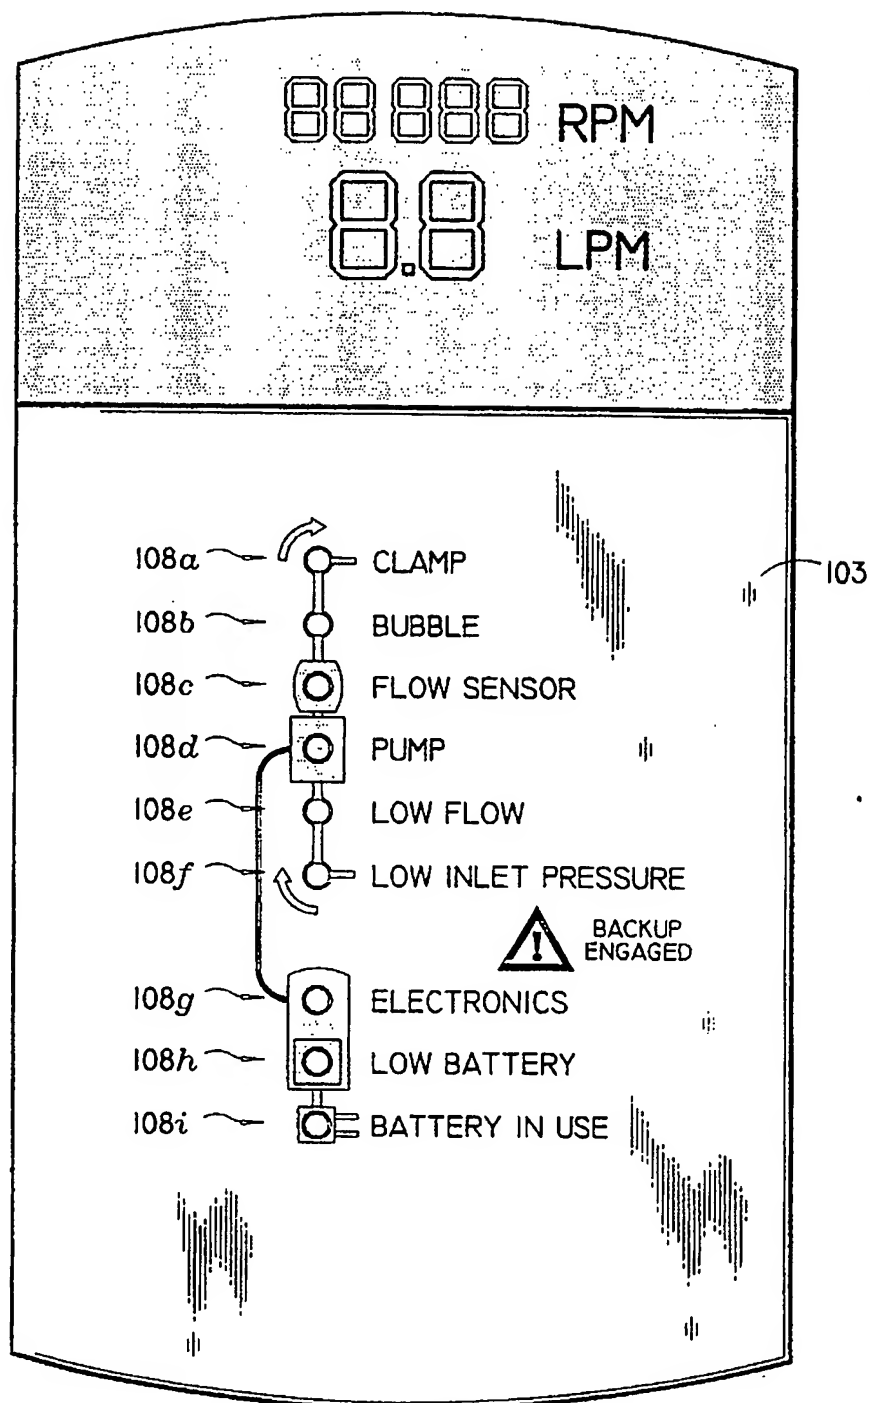 88 888 RPM
8.8 LPM
108a CLAMP
103
108b BUBBLE
108c FLOW SENSOR
108d PUMP
108e LOW FLOW
108f LOW INLET PRESSURE
! BACKUP
ENGAGED
108g ELECTRONICS
108h LOW BATTERY
108i BATTERY IN USE